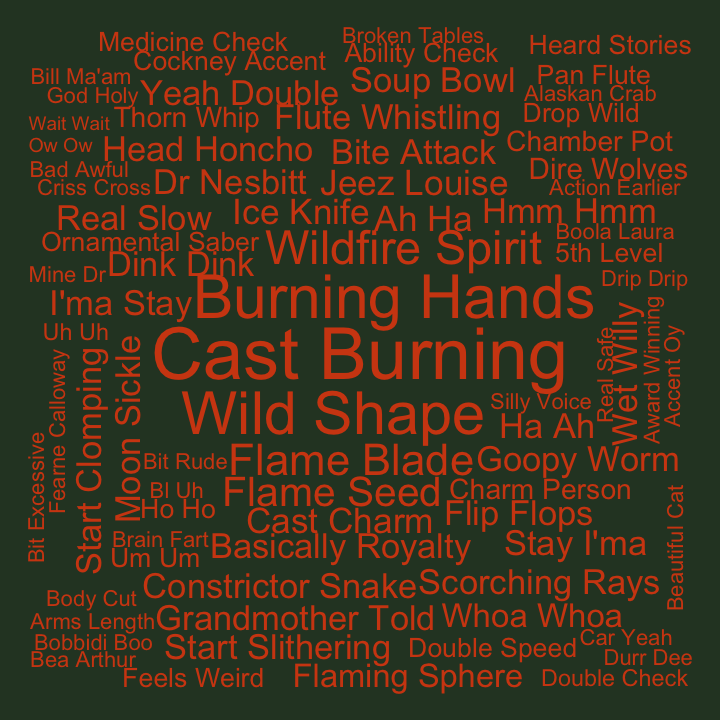 Broken Tables
Medicine Check
Heard Stories
Cockney Accent
Ability Check
Bill Ma'am
Soup Bowl
Pan Flute
God Holy
Yeah Double
Alaskan Crab
Wait Wait
Thorn Whip
Flute Whistling
Drop Wild
Ow Ow
Head Honcho
Bite Attack
Chamber Pot
Bad Awful
Dire Wolves
Criss Cross
Dr Nesbitt
Jeez Louise
Action Earlier
Real Slow
Ice Knife
Ah Ha
Hmm Hmm
Ornamental Saber
Wildfire Spirit
Boola Laura
Dink Dink
5th Level
Mine Dr
Drip Drip
I'ma Stay
Burning Hands
Uh Uh
Cast Burning
Real Safe
Wet Willy
Award Winning
Accent Oy
Fearne Calloway
Start Clomping
Moon Sickle
Wild Shape
Silly Voice
Ha Ah
Bit Excessive
Bit Rude
Flame Blade
Goopy Worm
Bl Uh
Flame Seed
Charm Person
Ho Ho
Cast Charm
Flip Flops
Beautiful Cat
Brain Fart
Um Um
Basically Royalty
Stay I'ma
Constrictor Snake
Scorching Rays
Body Cut
Arms Length
Grandmother Told
Whoa Whoa
Bobbidi Boo
Start Slithering
Double Speed
Car Yeah
Bea Arthur
Durr Dee
Feels Weird
Flaming Sphere
Double Check